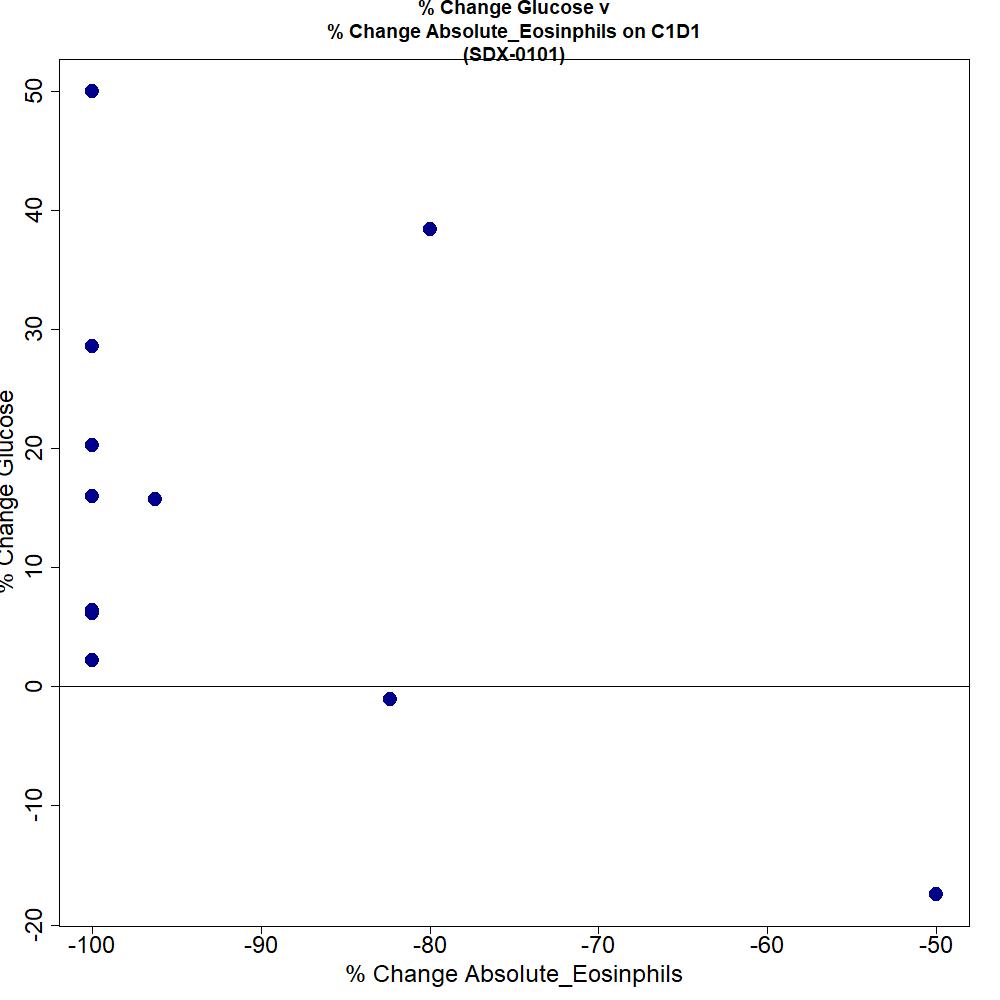 % Change Glucose v
% Change Absolute_Eosinphils on C1D1
(SDX-0101)
% Change Glucose
50
40
30
20
10
0
-10
-20
-100 -90 -80 -70 -60 -50
% Change Absolute_Eosinphils